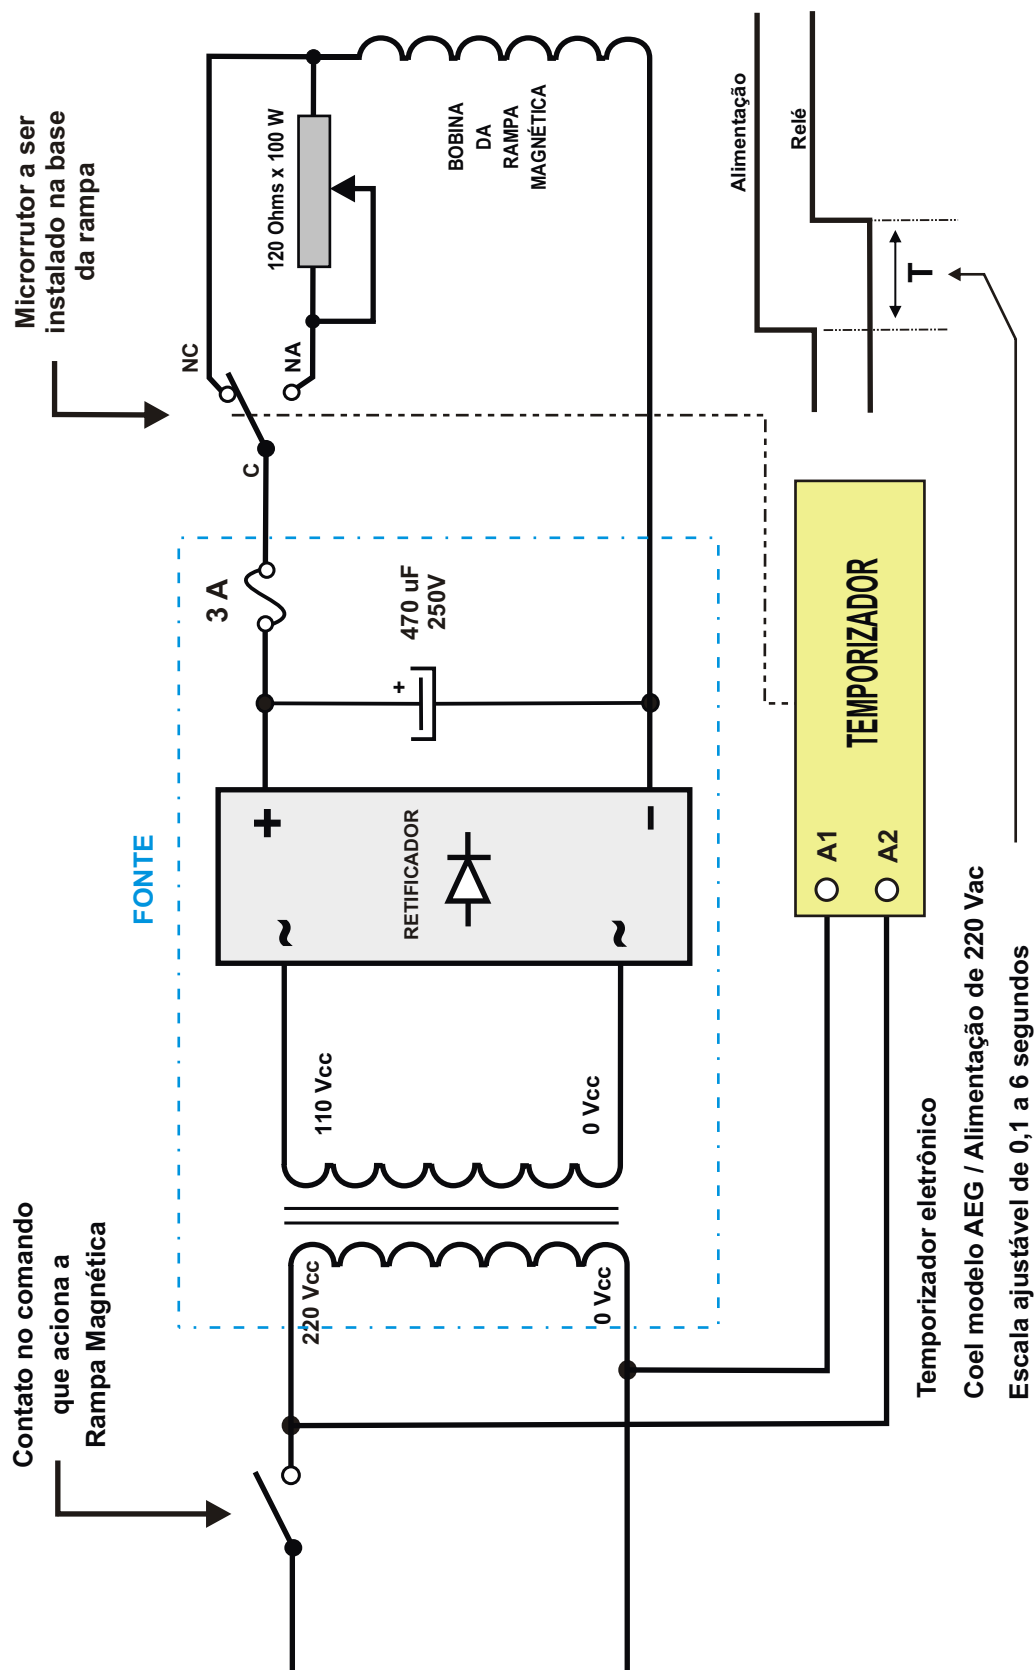 Contato no comando
que aciona a
Rampa Magnética
Microrrutor a ser
instalado na base
da rampa
FONTE
220 Vcc
0 Vcc
110 Vcc
0 Vcc
~
~
RETIFICADOR
+
−
3 A
+
470 uF
250V
C
NC
NA
120 Ohms x 100 W
BOBINA
DA
RAMPA
MAGNÉTICA
A1
A2
TEMPORIZADOR
Alimentação
Relé
T
Temporizador eletrônico
Coel modelo AEG / Alimentação de 220 Vac
Escala ajustável de 0,1 a 6 segundos